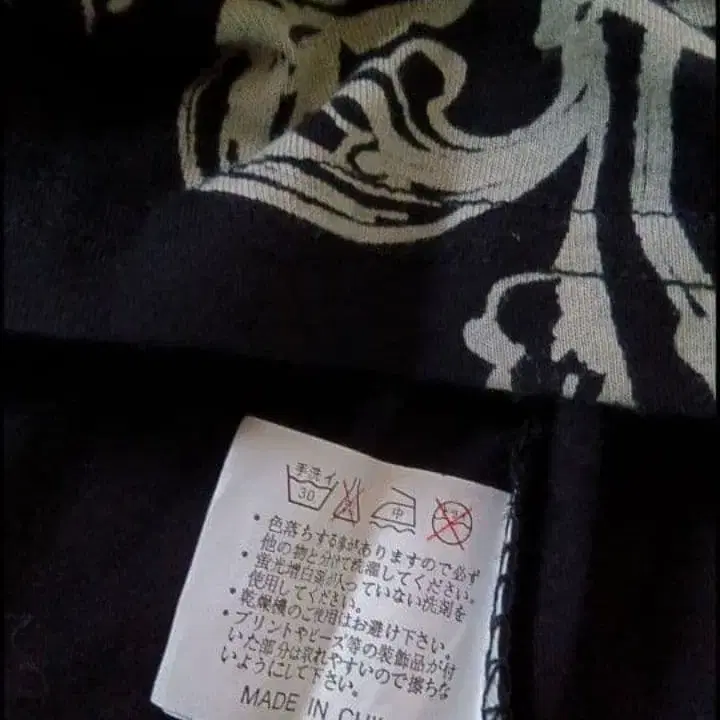 手洗イ
30 中
・色落ちする事がありますので必ず
他の物と分けて洗濯してください。
・蛍光増白剤が入っていない洗剤を
使用してください。
・乾燥機のご使用はお避け下さい。
・プリントやビーズ等の装飾品が付
いた部分は取れやすいので擦らな
いようにして下さい。
MADE IN